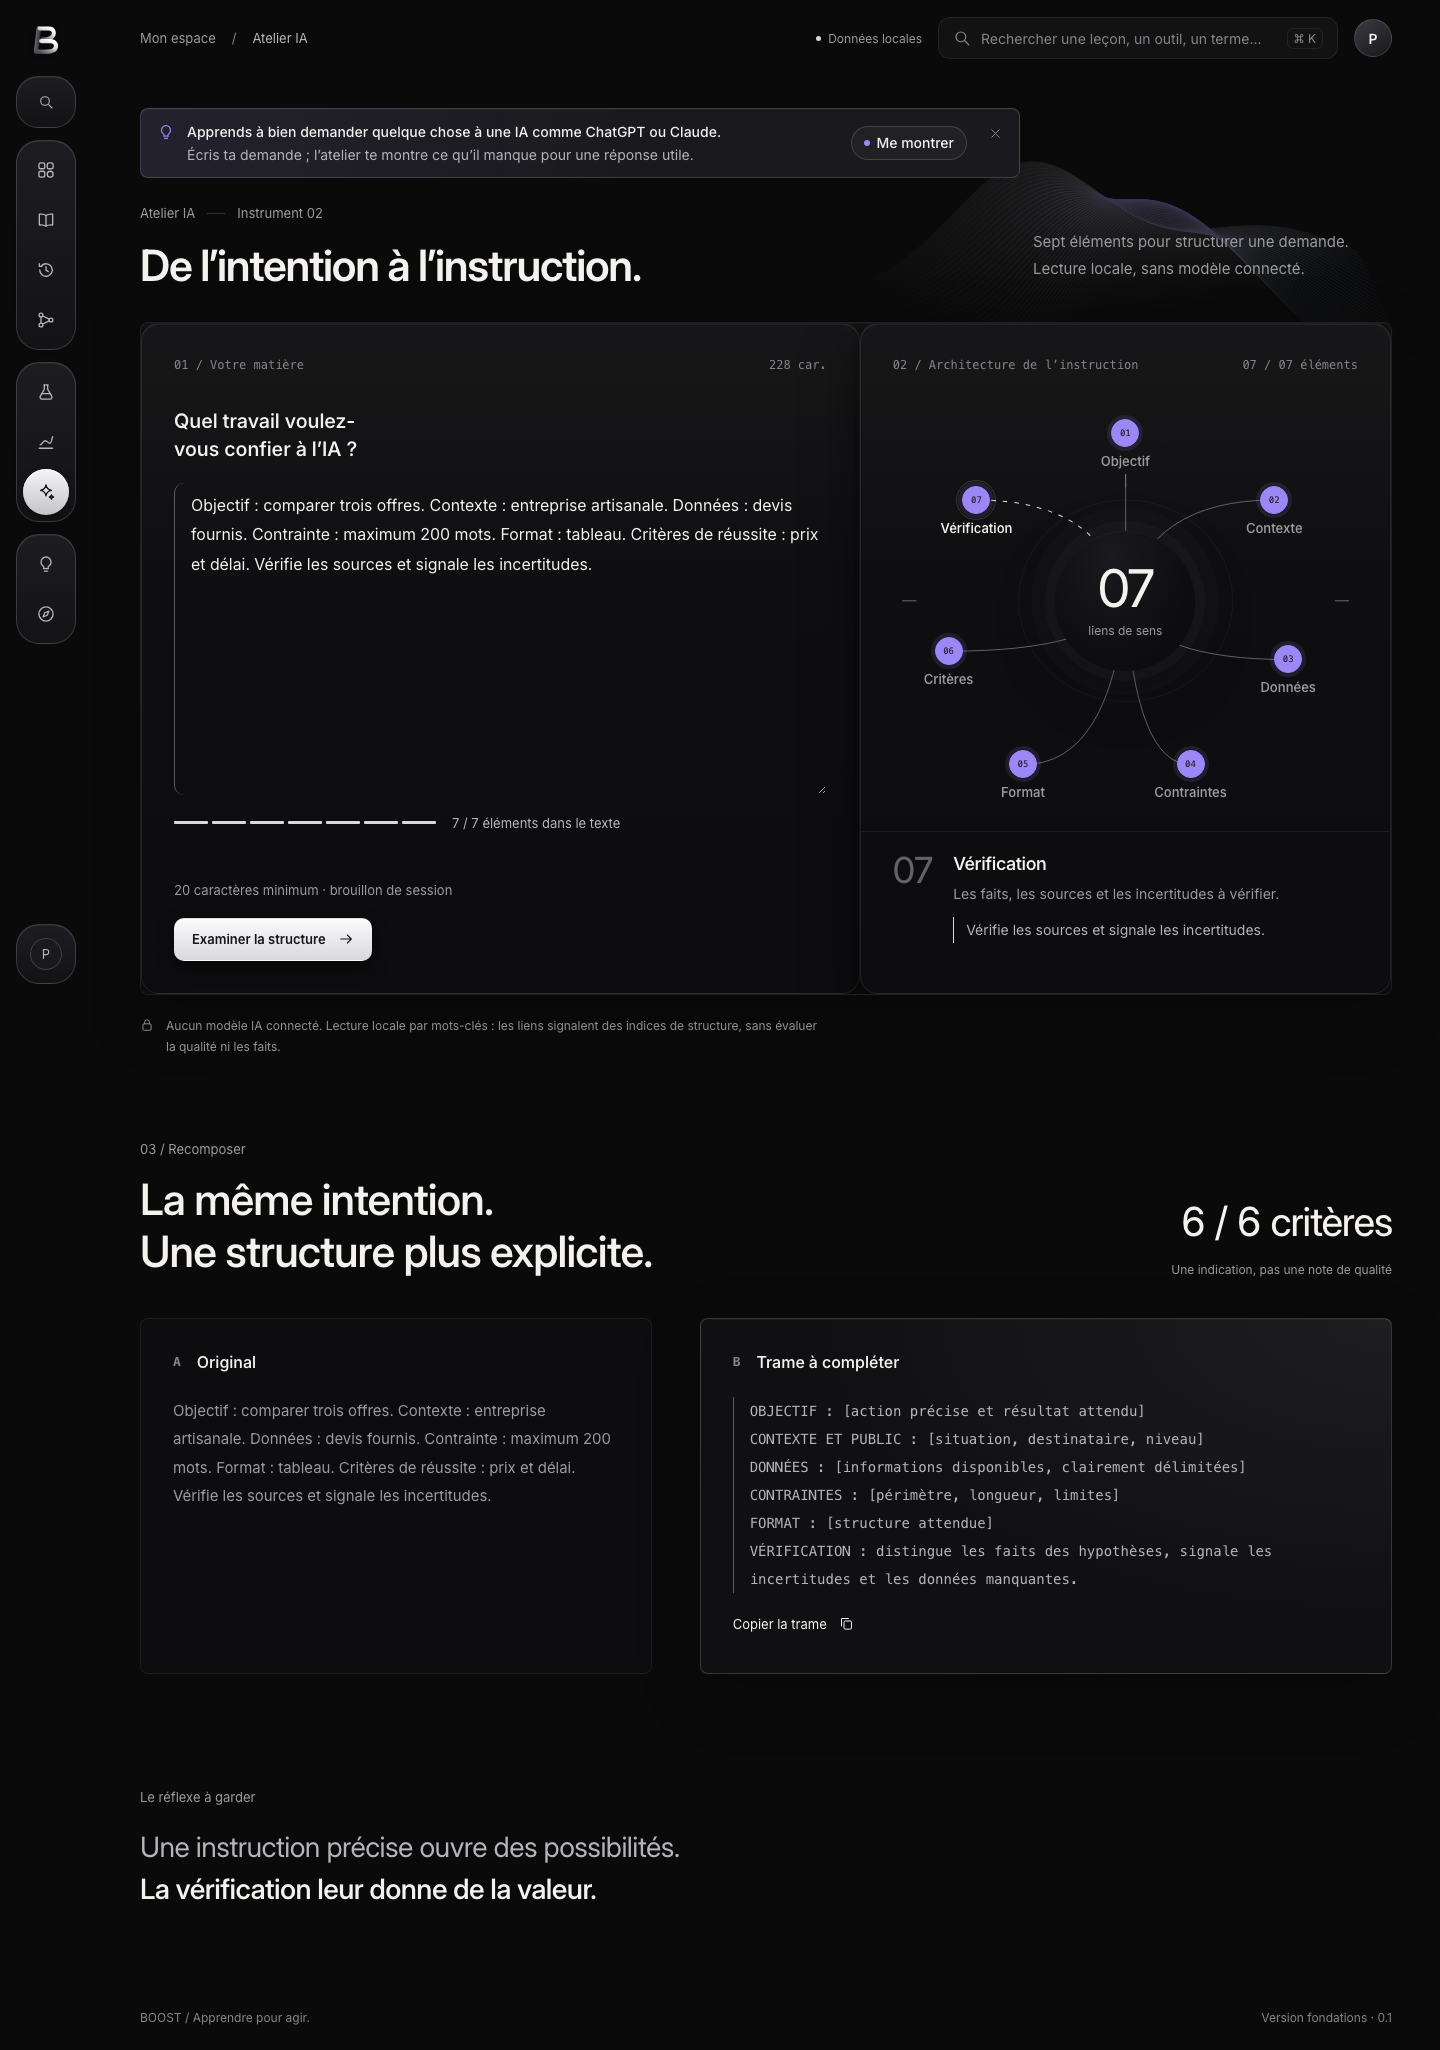 B
Mon espace / Atelier IA
Données locales
Rechercher une leçon, un outil, un terme...
⌘ K
P
Apprends à bien demander quelque chose à une IA comme ChatGPT ou Claude.
Écris ta demande ; l’atelier te montre ce qu’il manque pour une réponse utile.
Me montrer
Atelier IA — Instrument 02
De l’intention à l’instruction.
Sept éléments pour structurer une demande.
Lecture locale, sans modèle connecté.
01 / Votre matière
228 car.
Quel travail voulez-
vous confier à l’IA ?
Objectif : comparer trois offres. Contexte : entreprise artisanale. Données : devis
fournis. Contrainte : maximum 200 mots. Format : tableau. Critères de réussite : prix
et délai. Vérifie les sources et signale les incertitudes.
7 / 7 éléments dans le texte
20 caractères minimum · brouillon de session
Examiner la structure
02 / Architecture de l’instruction
07 / 07 éléments
01
Objectif
07
Vérification
02
Contexte
07
liens de sens
06
Critères
03
Données
05
Format
04
Contraintes
07
Vérification
Les faits, les sources et les incertitudes à vérifier.
Vérifie les sources et signale les incertitudes.
P
Aucun modèle IA connecté. Lecture locale par mots-clés : les liens signalent des indices de structure, sans évaluer
la qualité ni les faits.
03 / Recomposer
La même intention.
Une structure plus explicite.
6 / 6 critères
Une indication, pas une note de qualité
A Original
Objectif : comparer trois offres. Contexte : entreprise
artisanale. Données : devis fournis. Contrainte : maximum 200
mots. Format : tableau. Critères de réussite : prix et délai.
Vérifie les sources et signale les incertitudes.
B Trame à compléter
OBJECTIF : [action précise et résultat attendu]
CONTEXTE ET PUBLIC : [situation, destinataire, niveau]
DONNÉES : [informations disponibles, clairement délimitées]
CONTRAINTES : [périmètre, longueur, limites]
FORMAT : [structure attendue]
VÉRIFICATION : distingue les faits des hypothèses, signale les
incertitudes et les données manquantes.
Copier la trame
Le réflexe à garder
Une instruction précise ouvre des possibilités.
La vérification leur donne de la valeur.
BOOST / Apprendre pour agir.
Version fondations · 0.1